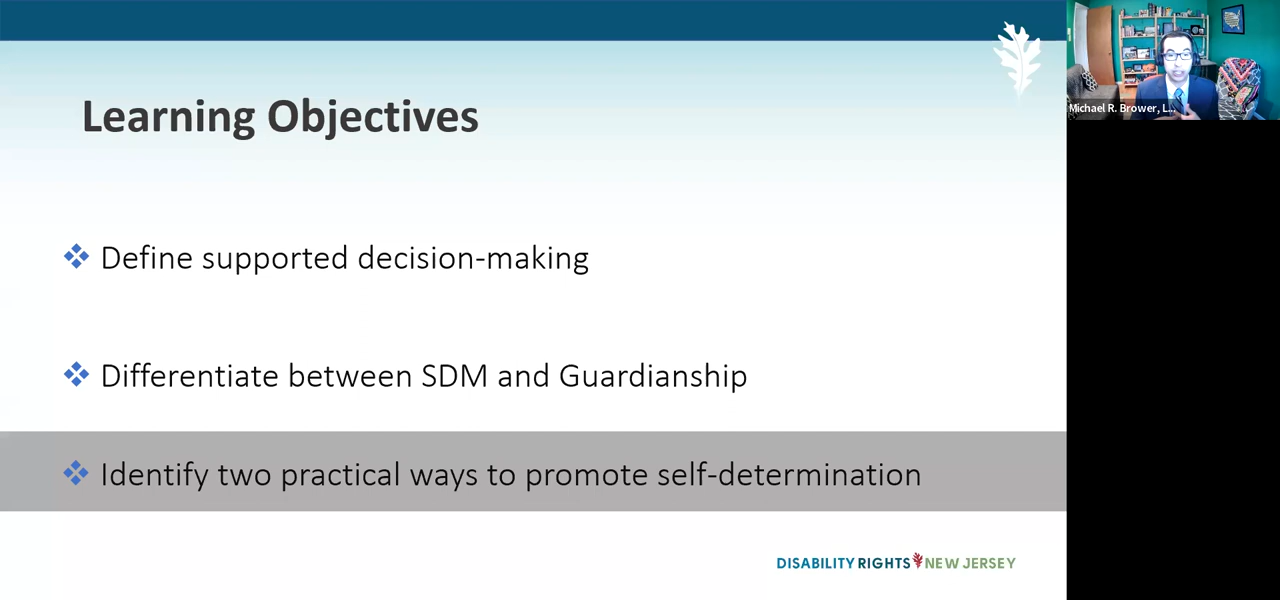 Learning Objectives
Michael R. Brower, L...
Define supported decision-making
Differentiate between SDM and Guardianship
Identify two practical ways to promote self-determination
DISABILITY RIGHTS NEW JERSEY